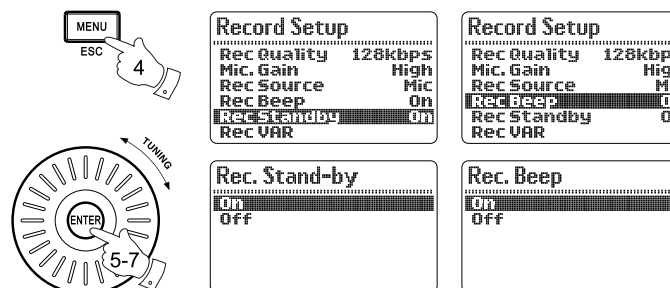 MENU
ESC
4
TUNING
ENTER
5-7
Record Setup
Rec Quality 128kbps
Mic. Gain High
Rec Source Mic
Rec Beep On
Rec Standby On
Rec VAR
Rec. Stand-by
On
Off
Record Setup
Rec Quality
Mic. Gain
Rec Source
Rec Beep
Rec Standby
Rec VAR
Rec. Beep
On
Off